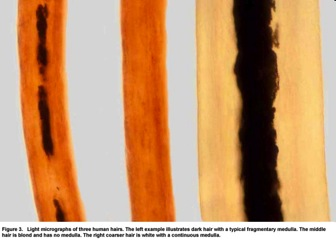 Figure 3. Light micrographs of three human hairs. The left example illustrates dark hair with a typical fragmentary medulla. The middle
hair is blond and has no medulla. The right coarser hair is white with a continuous medulla.